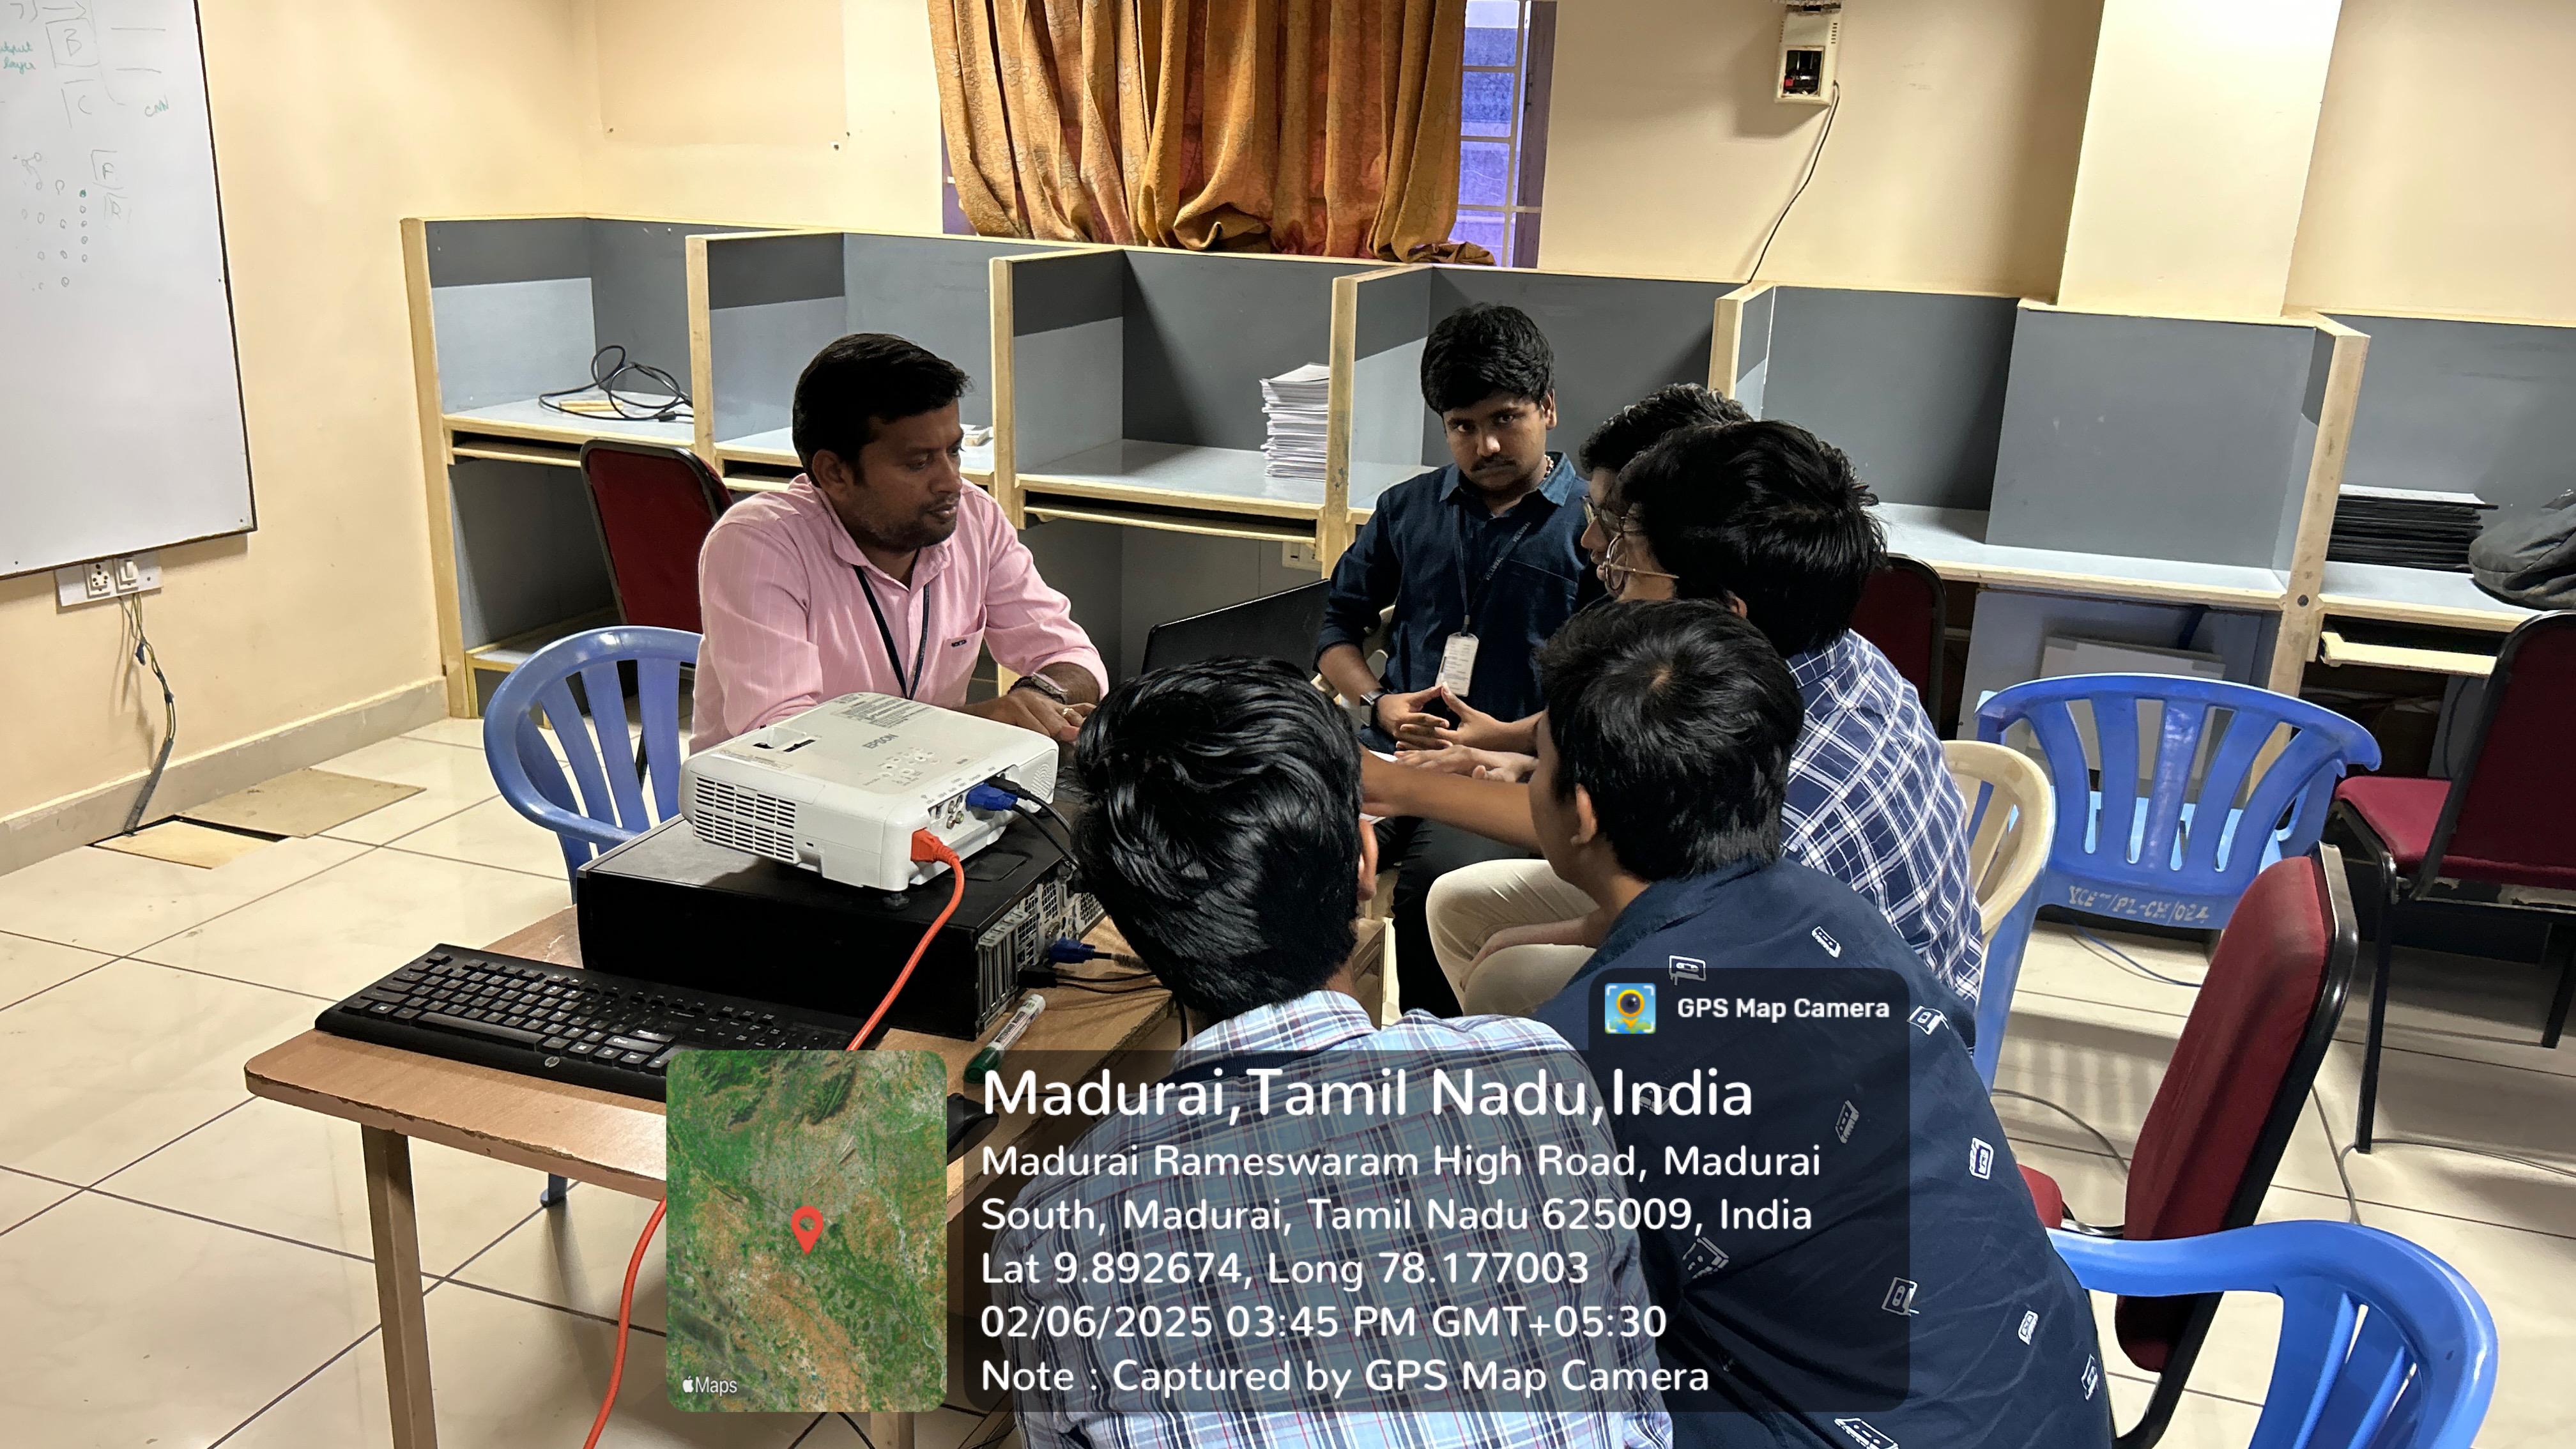 output
layer
B
C
CNN
EPSON
GPS Map Camera
Madurai,Tamil Nadu,India
Madurai Rameswaram High Road, Madurai
South, Madurai, Tamil Nadu 625009, India
Lat 9.892674, Long 78.177003
02/06/2025 03:45 PM GMT+05:30
Note : Captured by GPS Map Camera
Maps